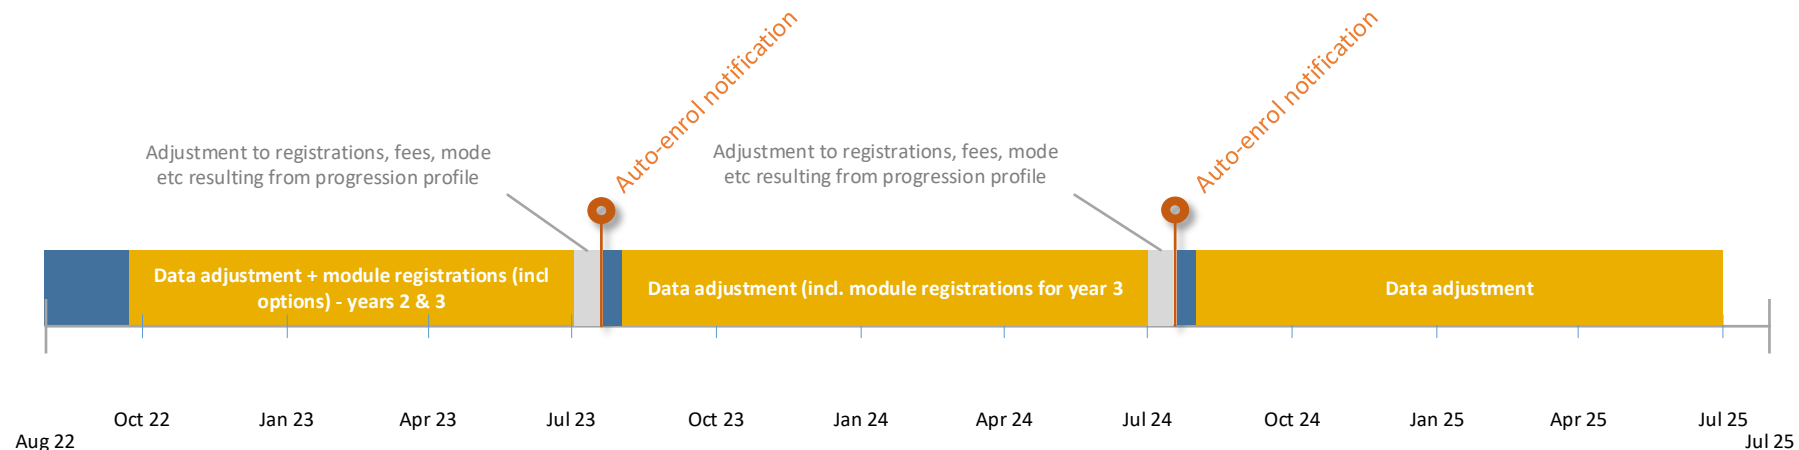 Auto-enrol notification
Auto-enrol notification
Adjustment to registrations, fees, mode
etc resulting from progression profile
Adjustment to registrations, fees, mode
etc resulting from progression profile
Data adjustment + module registrations (incl
options) - years 2 & 3
Data adjustment (incl. module registrations for year 3
Data adjustment
Oct 22
Jan 23
Apr 23
Jul 23
Oct 23
Jan 24
Apr 24
Jul 24
Oct 24
Jan 25
Apr 25
Jul 25
Aug 22
Jul 25